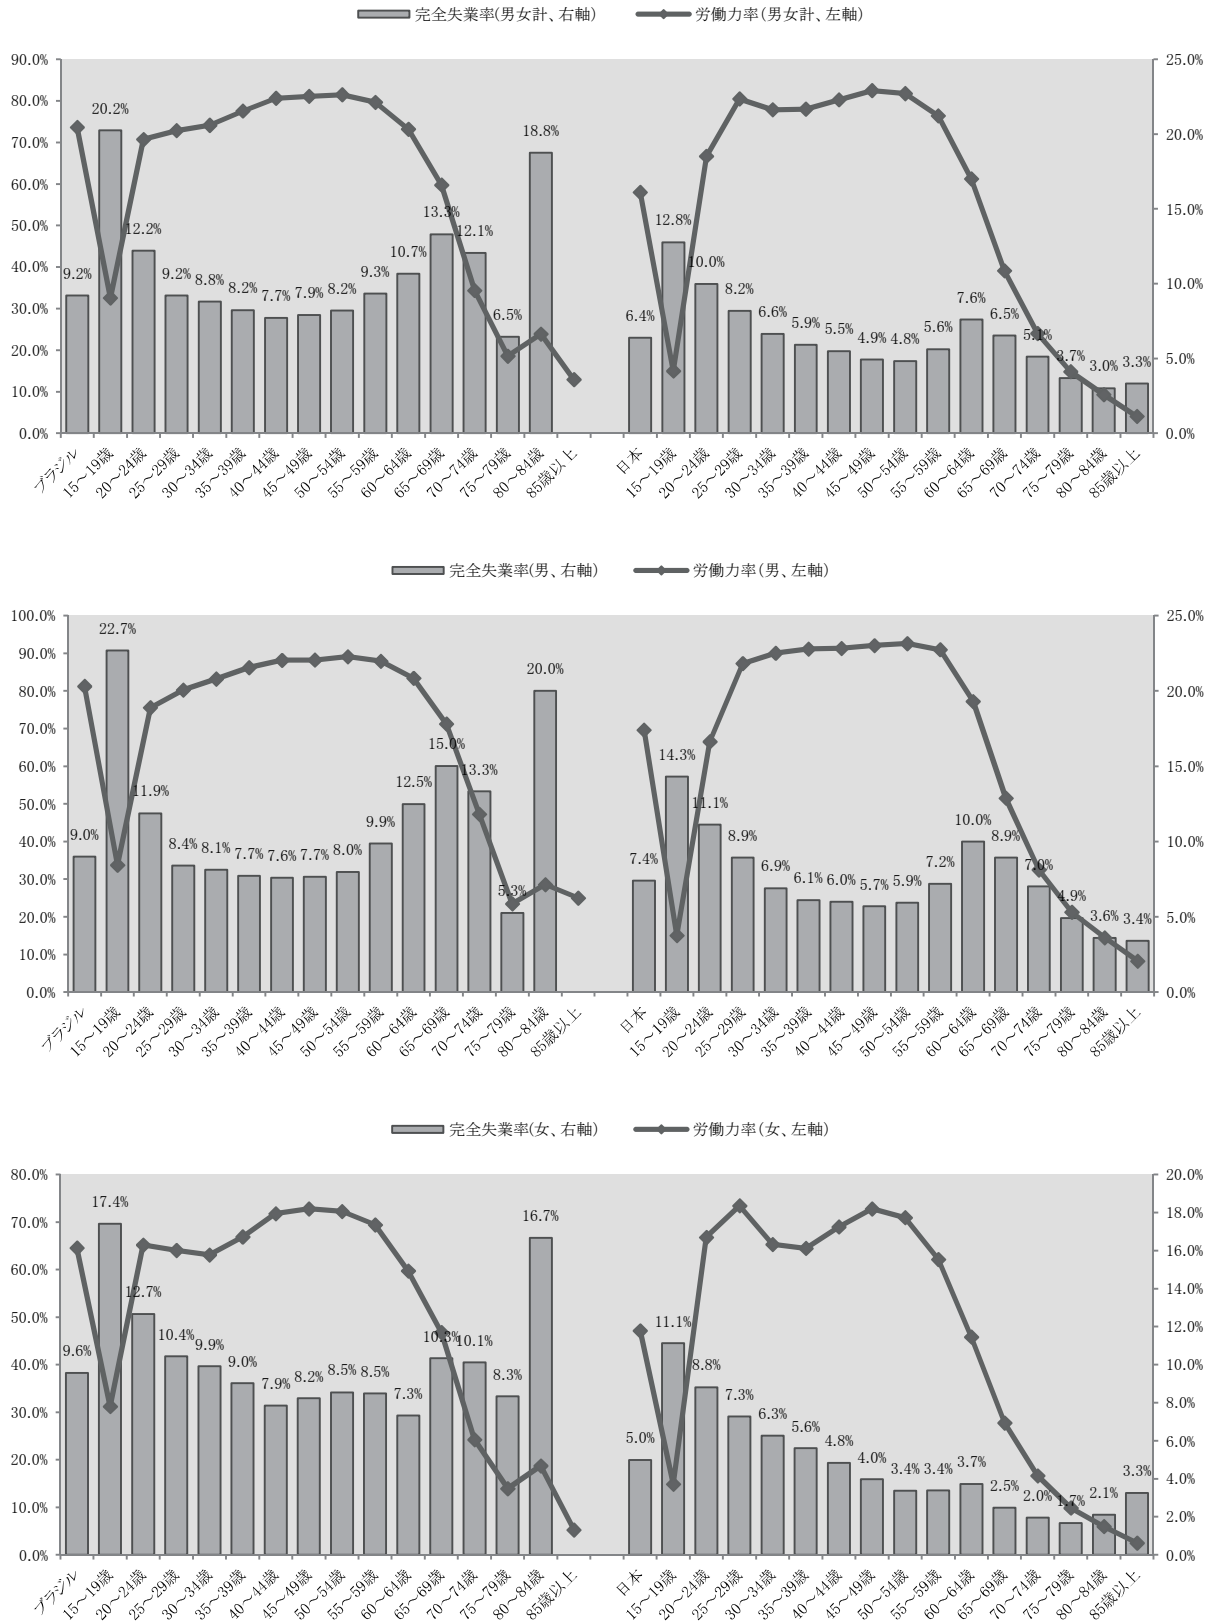 完全失業率(男女計、右軸) 労働力率(男女計、左軸)
90.0% 25.0%
80.0%
70.0% 20.0%
60.0%
50.0% 15.0%
40.0% 10.0%
30.0%
20.0% 5.0%
10.0%
0.0% 0.0%
9.2% 20.2% 12.2% 9.2% 8.8% 8.2% 7.7% 7.9% 8.2% 9.3% 10.7% 13.3% 12.1% 6.5% 18.8%
6.4% 12.8% 10.0% 8.2% 6.6% 5.9% 5.5% 4.9% 4.8% 5.6% 7.6% 6.5% 5.1% 3.7% 3.0% 3.3%
ブラジル 15～19歳 20～24歳 25～29歳 30～34歳 35～39歳 40～44歳 45～49歳 50～54歳 55～59歳 60～64歳 65～69歳 70～74歳 75～79歳 80～84歳 85歳以上
日本 15～19歳 20～24歳 25～29歳 30～34歳 35～39歳 40～44歳 45～49歳 50～54歳 55～59歳 60～64歳 65～69歳 70～74歳 75～79歳 80～84歳 85歳以上
完全失業率(男、右軸) 労働力率(男、左軸)
100.0% 25.0%
90.0%
80.0% 20.0%
70.0%
60.0% 15.0%
50.0%
40.0% 10.0%
30.0%
20.0% 5.0%
10.0%
0.0% 0.0%
9.0% 22.7% 11.9% 8.4% 8.1% 7.7% 7.6% 7.7% 8.0% 9.9% 12.5% 15.0% 13.3% 5.3% 20.0%
7.4% 14.3% 11.1% 8.9% 6.9% 6.1% 6.0% 5.7% 5.9% 7.2% 10.0% 8.9% 7.0% 4.9% 3.6% 3.4%
ブラジル 15～19歳 20～24歳 25～29歳 30～34歳 35～39歳 40～44歳 45～49歳 50～54歳 55～59歳 60～64歳 65～69歳 70～74歳 75～79歳 80～84歳 85歳以上
日本 15～19歳 20～24歳 25～29歳 30～34歳 35～39歳 40～44歳 45～49歳 50～54歳 55～59歳 60～64歳 65～69歳 70～74歳 75～79歳 80～84歳 85歳以上
完全失業率(女、右軸) 労働力率(女、左軸)
80.0% 20.0%
70.0% 18.0%
60.0% 16.0%
50.0% 14.0%
40.0% 12.0%
30.0% 10.0%
20.0% 8.0%
10.0% 6.0%
0.0% 4.0%
2.0%
0.0%
9.6% 17.4% 12.7% 10.4% 9.9% 9.0% 7.9% 8.2% 8.5% 8.5% 7.3% 10.3% 10.1% 8.3% 16.7%
5.0% 11.1% 8.8% 7.3% 6.3% 5.6% 4.8% 4.0% 3.4% 3.4% 3.7% 2.5% 2.0% 1.7% 2.1% 3.3%
ブラジル 15～19歳 20～24歳 25～29歳 30～34歳 35～39歳 40～44歳 45～49歳 50～54歳 55～59歳 60～64歳 65～69歳 70～74歳 75～79歳 80～84歳 85歳以上
日本 15～19歳 20～24歳 25～29歳 30～34歳 35～39歳 40～44歳 45～49歳 50～54歳 55～59歳 60～64歳 65～69歳 70～74歳 75～79歳 80～84歳 85歳以上